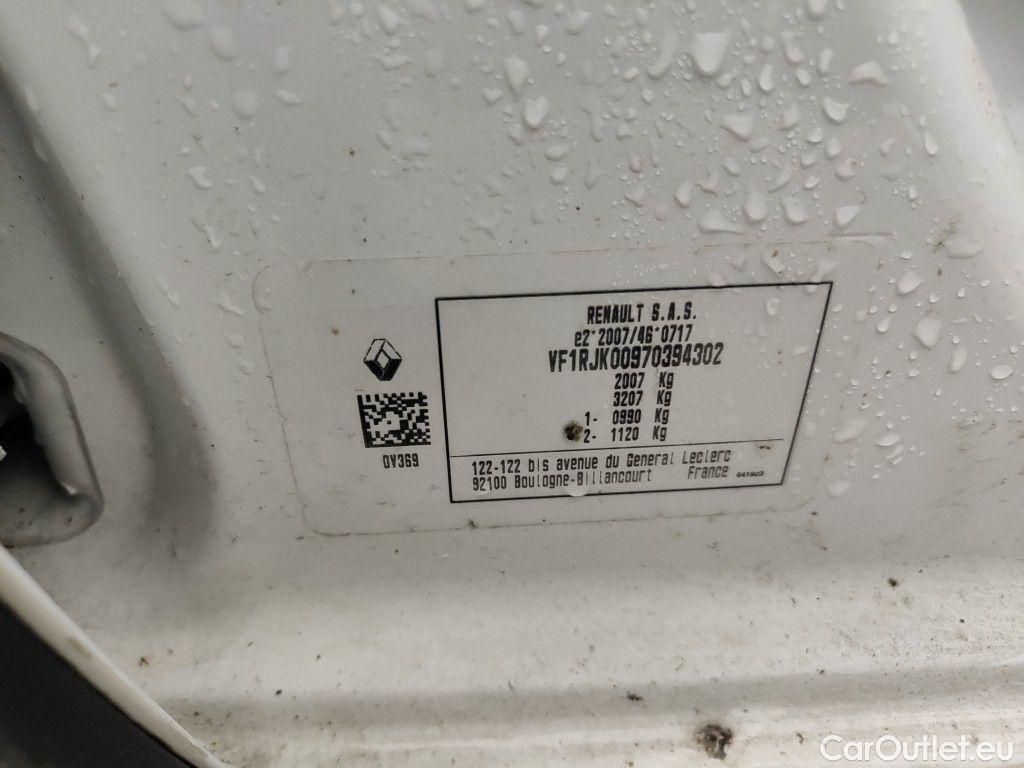 RENAULT S.A.S.
e2*2007/46*0717
VF1RJK00970394302
2007 Kg
3207 Kg
1- 0990 Kg
2- 1120 Kg
0V369
122-122 bis avenue du General Leclerc
92100 Boulogne-Billancourt France 641803
CarOutlet.eu